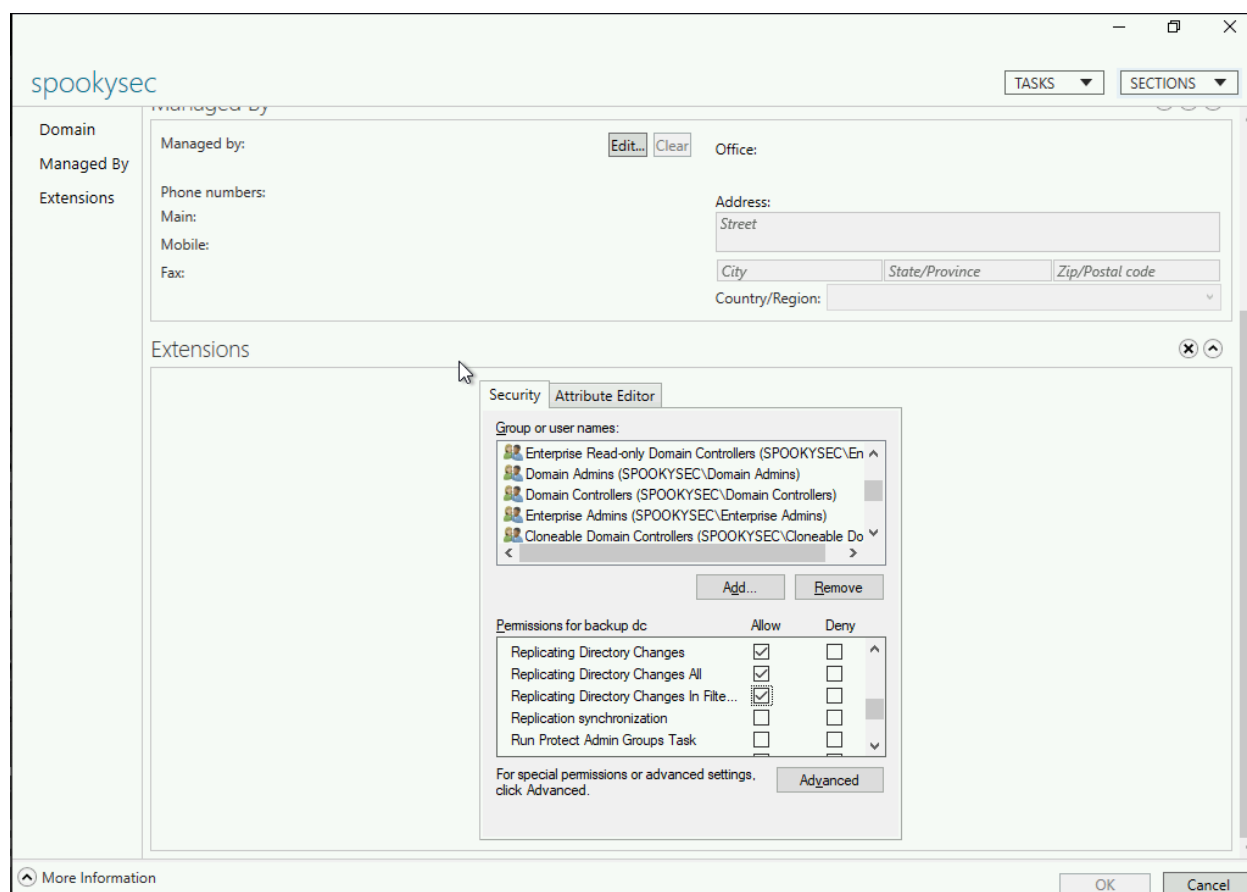 spookysec
TASKS
SECTIONS
Domain
Managed By
Extensions
Managed By
Managed by:
Edit...
Clear
Office:
Phone numbers:
Main:
Mobile:
Fax:
Address:
Street
City
State/Province
Zip/Postal code
Country/Region:
Extensions
Security
Attribute Editor
Group or user names:
Enterprise Read-only Domain Controllers (SPOOKYSEC\En
Domain Admins (SPOOKYSEC\Domain Admins)
Domain Controllers (SPOOKYSEC\Domain Controllers)
Enterprise Admins (SPOOKYSEC\Enterprise Admins)
Cloneable Domain Controllers (SPOOKYSEC\Cloneable Do
Add...
Remove
Permissions for backup dc
Allow
Deny
Replicating Directory Changes
Replicating Directory Changes All
Replicating Directory Changes In Filte...
Replication synchronization
Run Protect Admin Groups Task
For special permissions or advanced settings,
click Advanced.
Advanced
More Information
OK
Cancel